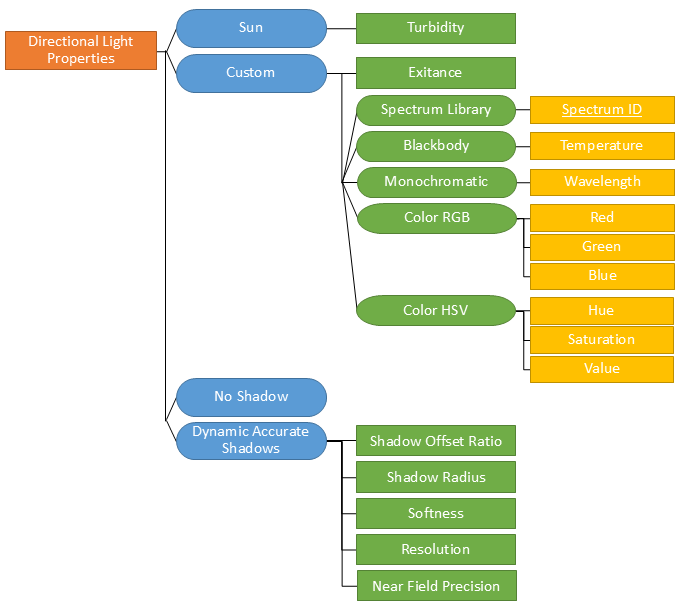 Directional Light
Properties
Sun
Turbidity
Custom
Exitance
Spectrum Library
Spectrum ID
Blackbody
Temperature
Monochromatic
Wavelength
Color RGB
Red
Green
Blue
Color HSV
Hue
Saturation
Value
No Shadow
Dynamic Accurate
Shadows
Shadow Offset Ratio
Shadow Radius
Softness
Resolution
Near Field Precision